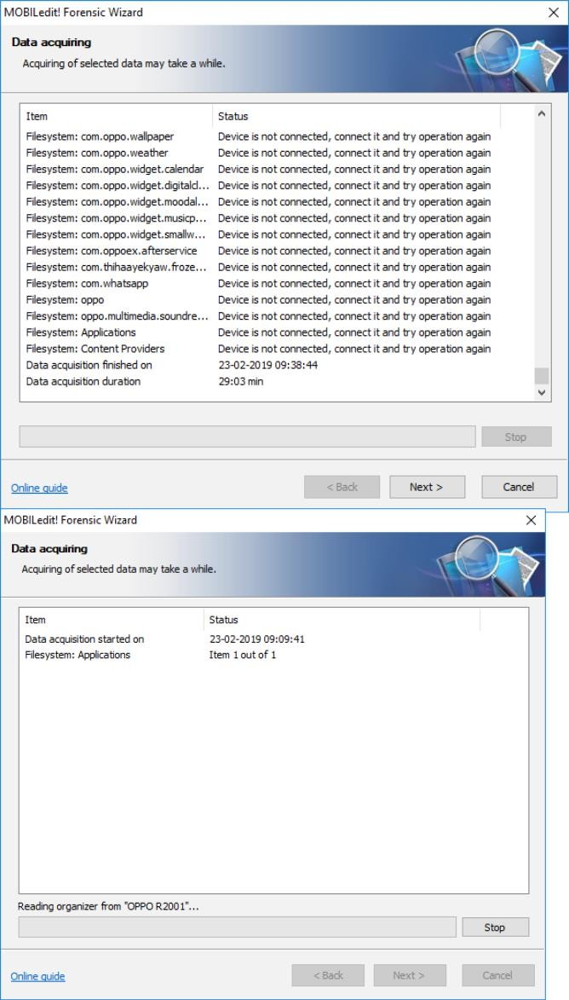 MOBILedit! Forensic Wizard
Data acquiring
Acquiring of selected data may take a while.
Item Status
Filesystem: com.oppo.wallpaper Device is not connected, connect it and try operation again
Filesystem: com.oppo.weather Device is not connected, connect it and try operation again
Filesystem: com.oppo.widget.calendar Device is not connected, connect it and try operation again
Filesystem: com.oppo.widget.digitalcl... Device is not connected, connect it and try operation again
Filesystem: com.oppo.widget.moodal... Device is not connected, connect it and try operation again
Filesystem: com.oppo.widget.musicp... Device is not connected, connect it and try operation again
Filesystem: com.oppo.widget.smallw... Device is not connected, connect it and try operation again
Filesystem: com.oppoex.afterservice Device is not connected, connect it and try operation again
Filesystem: com.thihaayekyaw.froze... Device is not connected, connect it and try operation again
Filesystem: com.whatsapp Device is not connected, connect it and try operation again
Filesystem: oppo Device is not connected, connect it and try operation again
Filesystem: oppo.multimedia.soundre... Device is not connected, connect it and try operation again
Filesystem: Applications Device is not connected, connect it and try operation again
Filesystem: Content Providers Device is not connected, connect it and try operation again
Data acquisition finished on 23-02-2019 09:38:44
Data acquisition duration 29:03 min
Stop
Online guide < Back Next > Cancel
MOBILedit! Forensic Wizard
Data acquiring
Acquiring of selected data may take a while.
Item Status
Data acquisition started on 23-02-2019 09:09:41
Filesystem: Applications Item 1 out of 1
Reading organizer from "OPPO R2001"...
Stop
Online guide < Back Next > Cancel